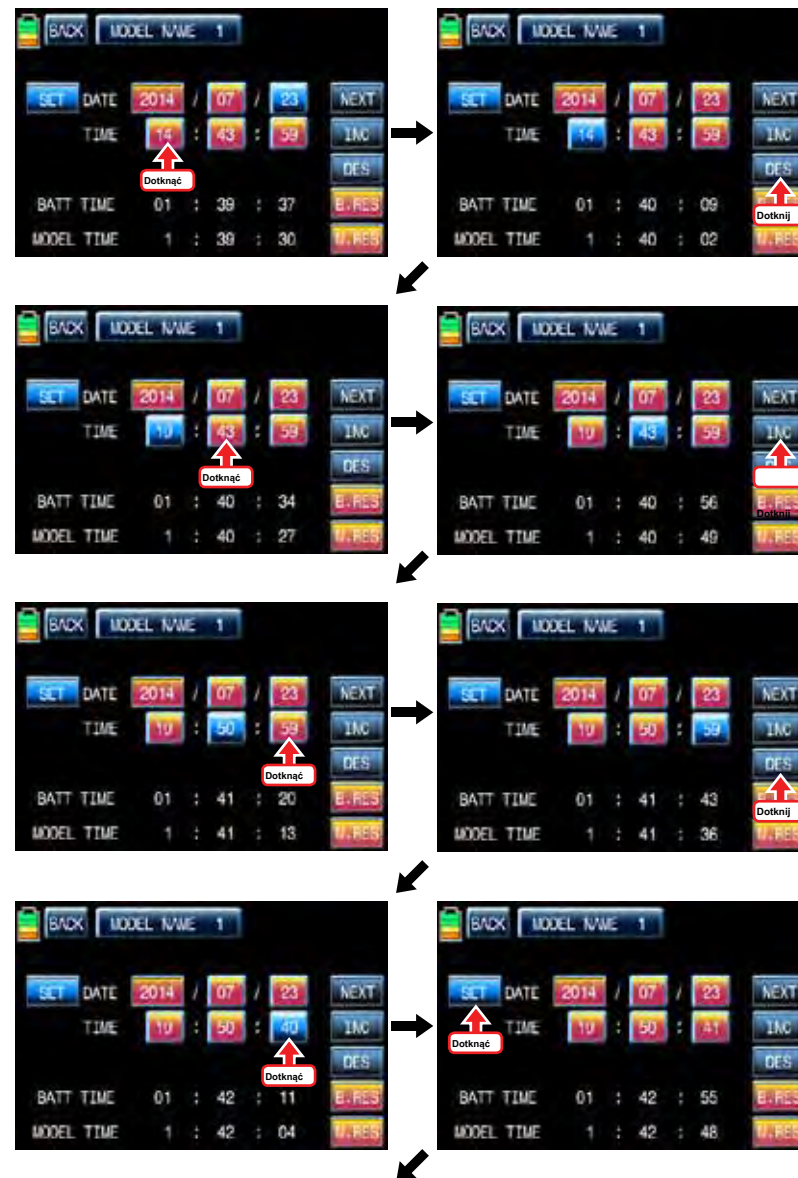 BACK MODEL NAME 1
SET DATE 2014 / 07 / 23 NEXT
TIME 14 : 43 : 59 INC
DES
Dotknąć
BATT TIME 01 : 39 : 37 B.RES
MODEL TIME 1 : 39 : 30 M.RES
BACK MODEL NAME 1
SET DATE 2014 / 07 / 23 NEXT
TIME 14 : 43 : 59 INC
DES
BATT TIME 01 : 40 : 09
Dotknij
MODEL TIME 1 : 40 : 02 M.RES
BACK MODEL NAME 1
SET DATE 2014 / 07 / 23 NEXT
TIME 10 : 43 : 59 INC
DES
Dotknąć
BATT TIME 01 : 40 : 34 B.RES
MODEL TIME 1 : 40 : 27 M.RES
BACK MODEL NAME 1
SET DATE 2014 / 07 / 23 NEXT
TIME 10 : 43 : 59 INC
BATT TIME 01 : 40 : 56 B.RES
Dotknij
MODEL TIME 1 : 40 : 49 M.RES
BACK MODEL NAME 1
SET DATE 2014 / 07 / 23 NEXT
TIME 10 : 50 : 59 INC
DES
Dotknąć
BATT TIME 01 : 41 : 20 B.RES
MODEL TIME 1 : 41 : 13 M.RES
BACK MODEL NAME 1
SET DATE 2014 / 07 / 23 NEXT
TIME 10 : 50 : 59 INC
DES
BATT TIME 01 : 41 : 43
Dotknij
MODEL TIME 1 : 41 : 36 M.RES
BACK MODEL NAME 1
SET DATE 2014 / 07 / 23 NEXT
TIME 10 : 50 : 40 INC
DES
Dotknąć
BATT TIME 01 : 42 : 11 B.RES
MODEL TIME 1 : 42 : 04 M.RES
BACK MODEL NAME 1
SET DATE 2014 / 07 / 23 NEXT
TIME 10 : 50 : 41 INC
Dotknąć
DES
BATT TIME 01 : 42 : 55 B.RES
MODEL TIME 1 : 42 : 48 M.RES